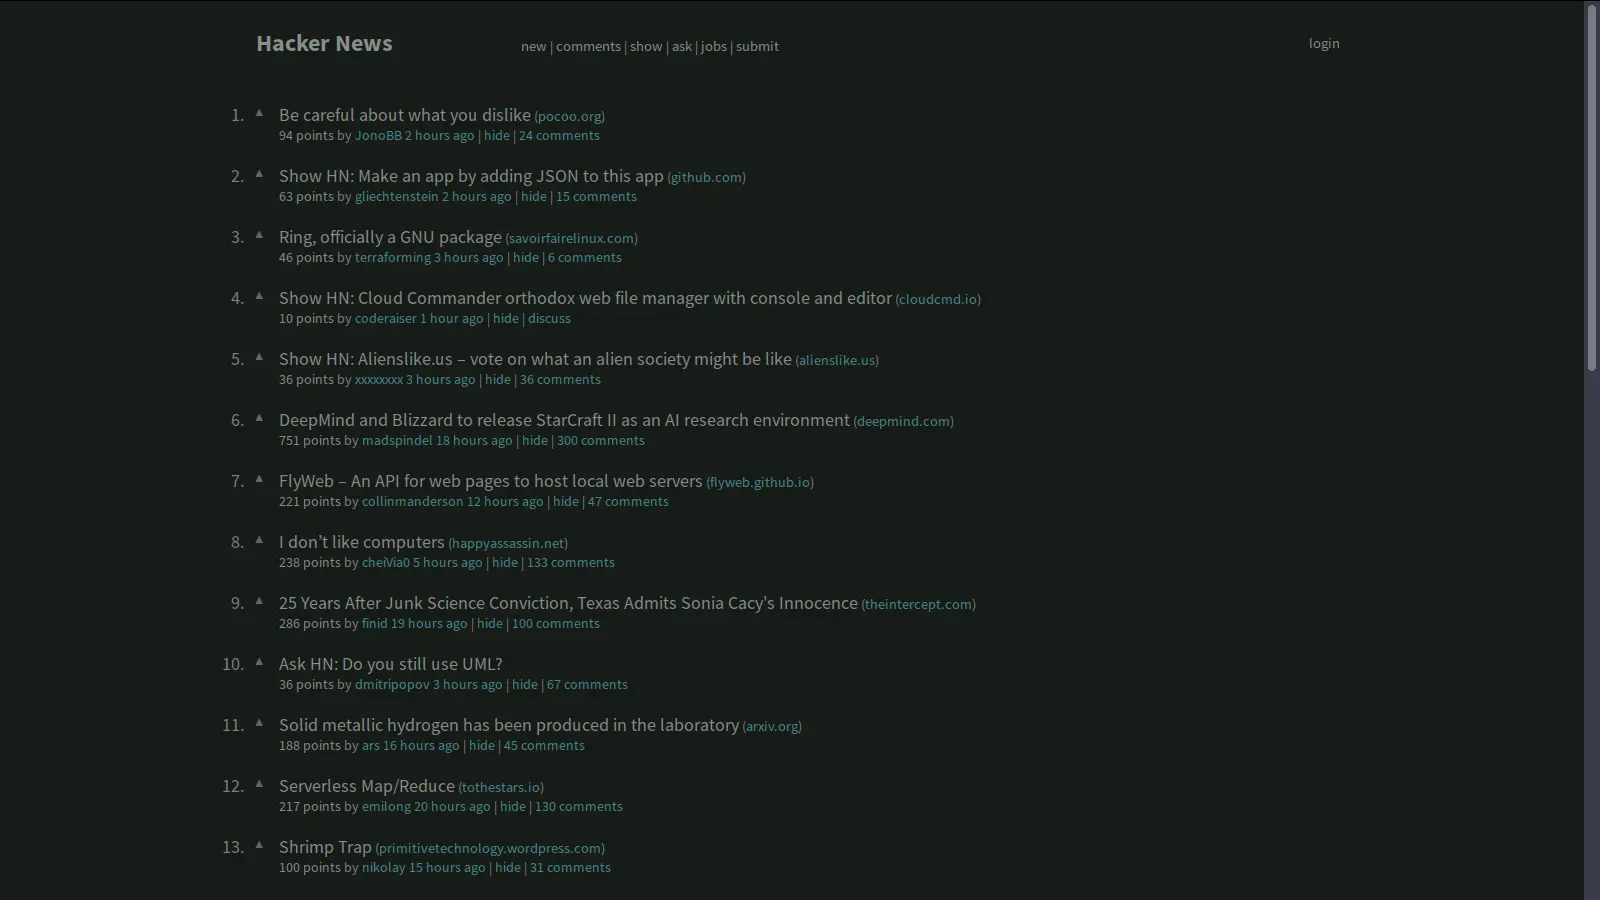 Hacker News
new | comments | show | ask | jobs | submit
login
1. ▲ Be careful about what you dislike (pocoo.org)
94 points by JonoBB 2 hours ago | hide | 24 comments
2. ▲ Show HN: Make an app by adding JSON to this app (github.com)
63 points by gliechtenstein 2 hours ago | hide | 15 comments
3. ▲ Ring, officially a GNU package (savoirfairelinux.com)
46 points by terraforming 3 hours ago | hide | 6 comments
4. ▲ Show HN: Cloud Commander orthodox web file manager with console and editor (cloudcmd.io)
10 points by coderaiser 1 hour ago | hide | discuss
5. ▲ Show HN: Alienslike.us – vote on what an alien society might be like (alienslike.us)
36 points by xxxxxxxx 3 hours ago | hide | 36 comments
6. ▲ DeepMind and Blizzard to release StarCraft II as an AI research environment (deepmind.com)
751 points by madspindel 18 hours ago | hide | 300 comments
7. ▲ FlyWeb – An API for web pages to host local web servers (flyweb.github.io)
221 points by collinmanderson 12 hours ago | hide | 47 comments
8. ▲ I don’t like computers (happyassassin.net)
238 points by cheiVia0 5 hours ago | hide | 133 comments
9. ▲ 25 Years After Junk Science Conviction, Texas Admits Sonia Cacy's Innocence (theintercept.com)
286 points by finid 19 hours ago | hide | 100 comments
10. ▲ Ask HN: Do you still use UML?
36 points by dmitripopov 3 hours ago | hide | 67 comments
11. ▲ Solid metallic hydrogen has been produced in the laboratory (arxiv.org)
188 points by ars 16 hours ago | hide | 45 comments
12. ▲ Serverless Map/Reduce (tothestars.io)
217 points by emilong 20 hours ago | hide | 130 comments
13. ▲ Shrimp Trap (primitivetechnology.wordpress.com)
100 points by nikolay 15 hours ago | hide | 31 comments